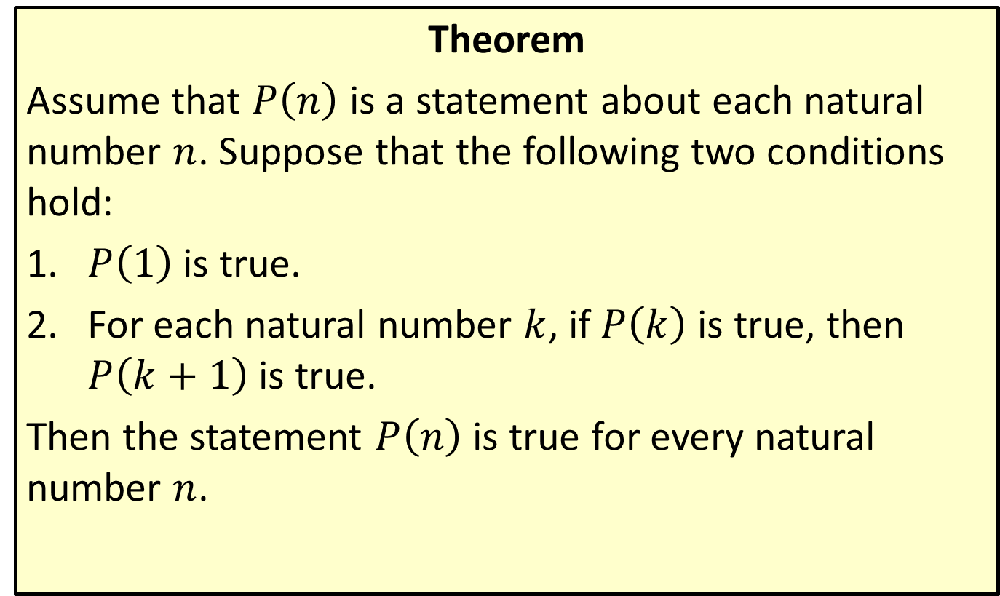 Theorem
Assume that P(n) is a statement about each natural
number n. Suppose that the following two conditions
hold:
1. P(1) is true.
2. For each natural number k, if P(k) is true, then
P(k + 1) is true.
Then the statement P(n) is true for every natural
number n.